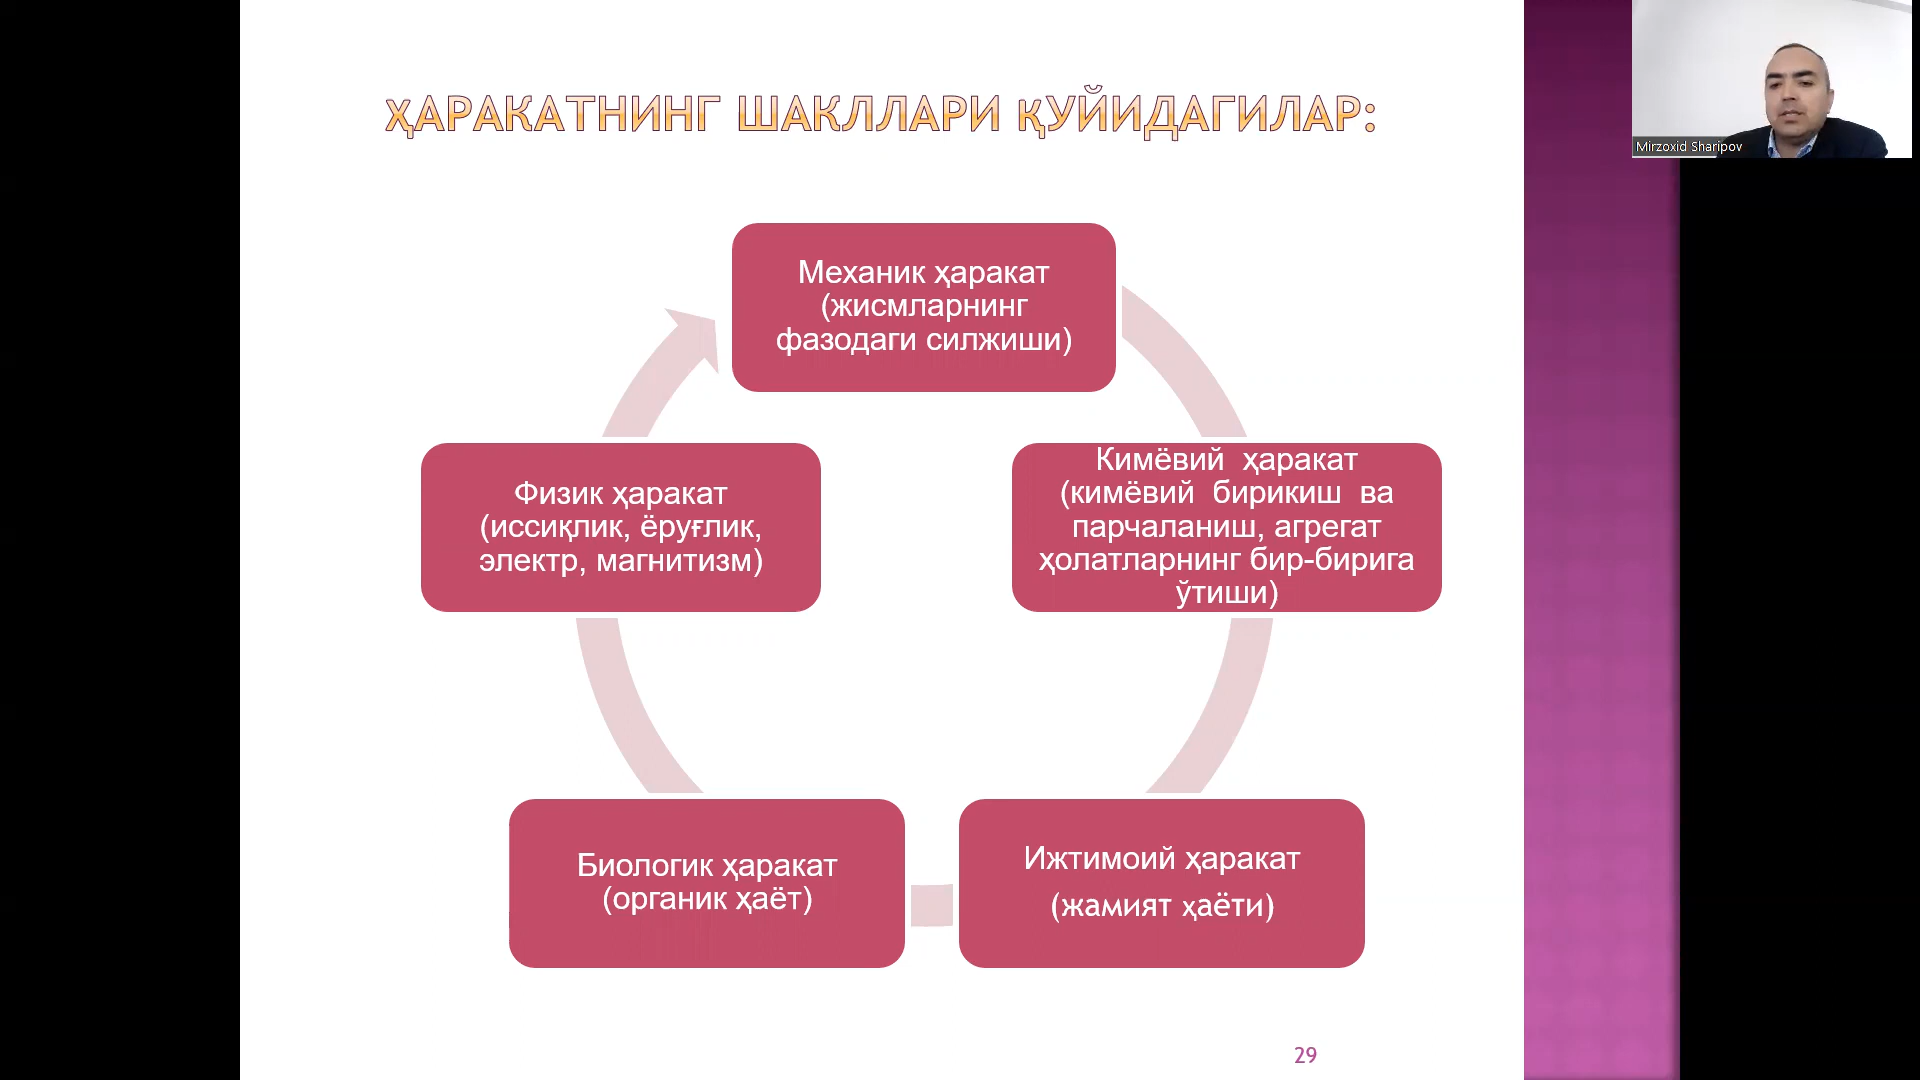 ҲАРАКАТНИНГ ШАКЛЛАРИ ҚУЙИДАГИЛАР:
Mirzoxid Sharipov
Механик ҳаракат
(жисмларнинг
фазодаги силжиши)
Физик ҳаракат
(иссиқлик, ёруғлик,
электр, магнитизм)
Кимёвий ҳаракат
(кимёвий бирикиш ва
парчаланиш, агрегат
ҳолатларнинг бир-бирига
ўтиши)
Биологик ҳаракат
(органик ҳаёт)
Ижтимоий ҳаракат
(жамият ҳаёти)
29